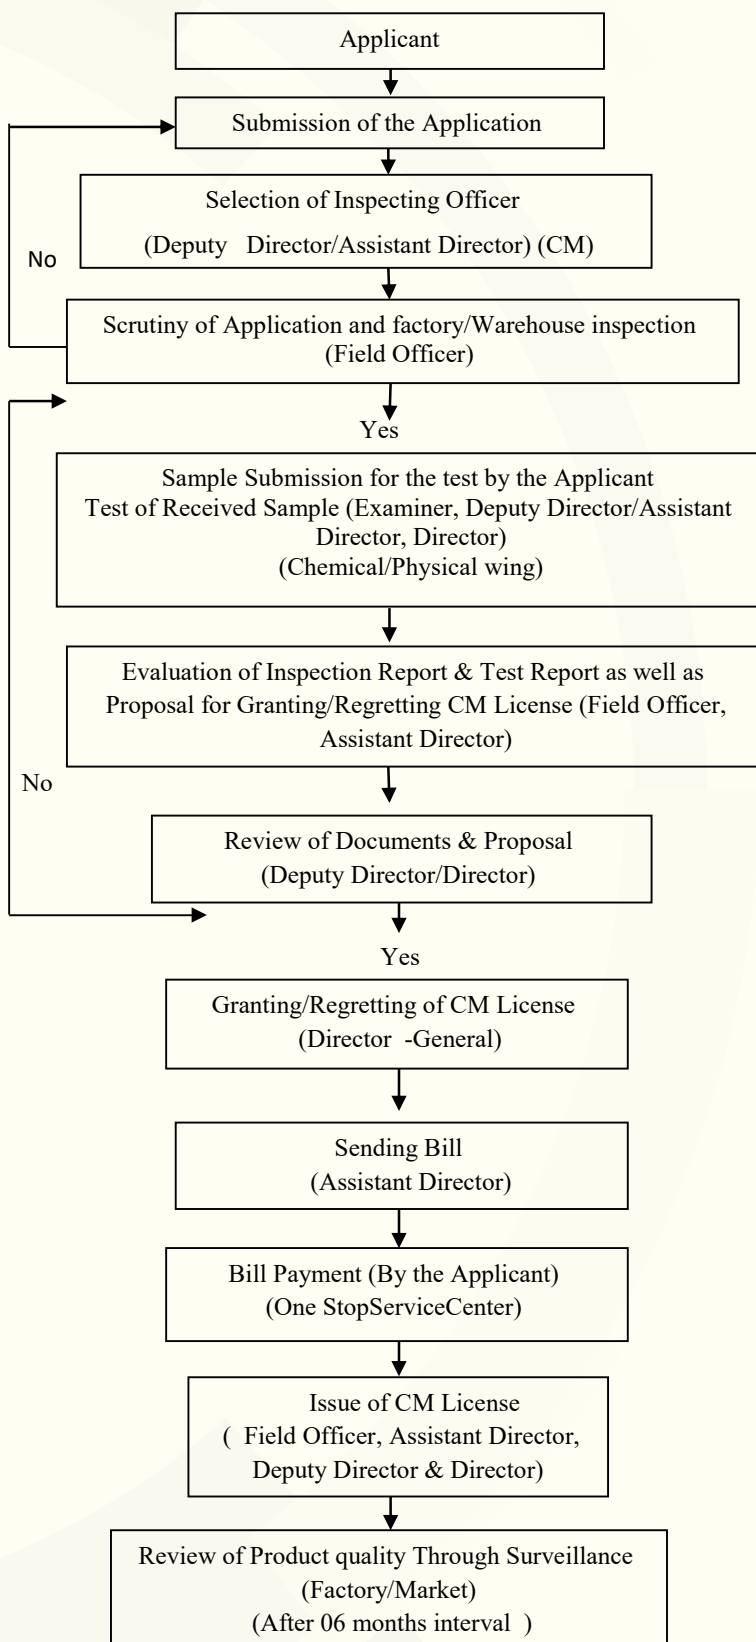 Applicant
Submission of the Application
Selection of Inspecting Officer
(Deputy Director/Assistant Director) (CM)
No
Scrutiny of Application and factory/Warehouse inspection
(Field Officer)
Yes
Sample Submission for the test by the Applicant
Test of Received Sample (Examiner, Deputy Director/Assistant
Director, Director)
(Chemical/Physical wing)
Evaluation of Inspection Report & Test Report as well as
Proposal for Granting/Regretting CM License (Field Officer,
Assistant Director)
No
Review of Documents & Proposal
(Deputy Director/Director)
Yes
Granting/Regretting of CM License
(Director -General)
Sending Bill
(Assistant Director)
Bill Payment (By the Applicant)
(One StopServiceCenter)
Issue of CM License
( Field Officer, Assistant Director,
Deputy Director & Director)
Review of Product quality Through Surveillance
(Factory/Market)
(After 06 months interval )